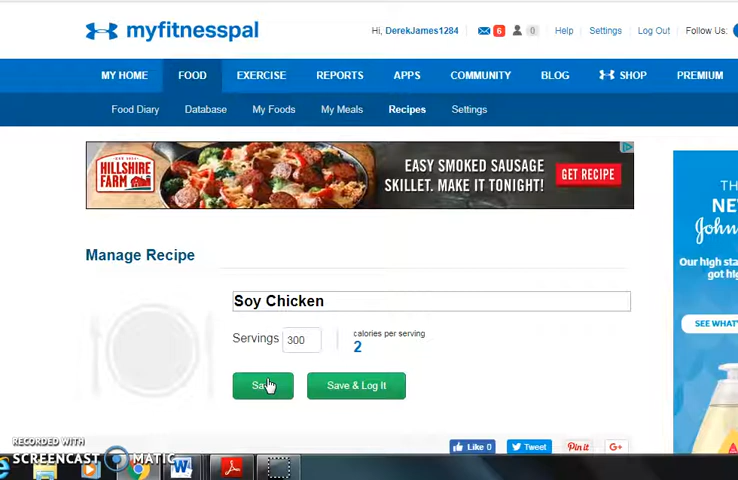 myfitnesspal
Hi, DerekJames1284
6
0
Help
Settings
Log Out
Follow Us:
MY HOME
FOOD
EXERCISE
REPORTS
APPS
COMMUNITY
BLOG
SHOP
PREMIUM
Food Diary
Database
My Foods
My Meals
Recipes
Settings
HILLSHIRE
FARM
EASY SMOKED SAUSAGE
SKILLET. MAKE IT TONIGHT!
GET RECIPE
TH
NE
John
Our high sta
got hig
SEE WHAT'
Manage Recipe
Soy Chicken
Servings
300
calories per serving
2
Save & Log It
Like 0
Tweet
Pin it
G+
RECORDED WITH
SCREENCAST MATIC